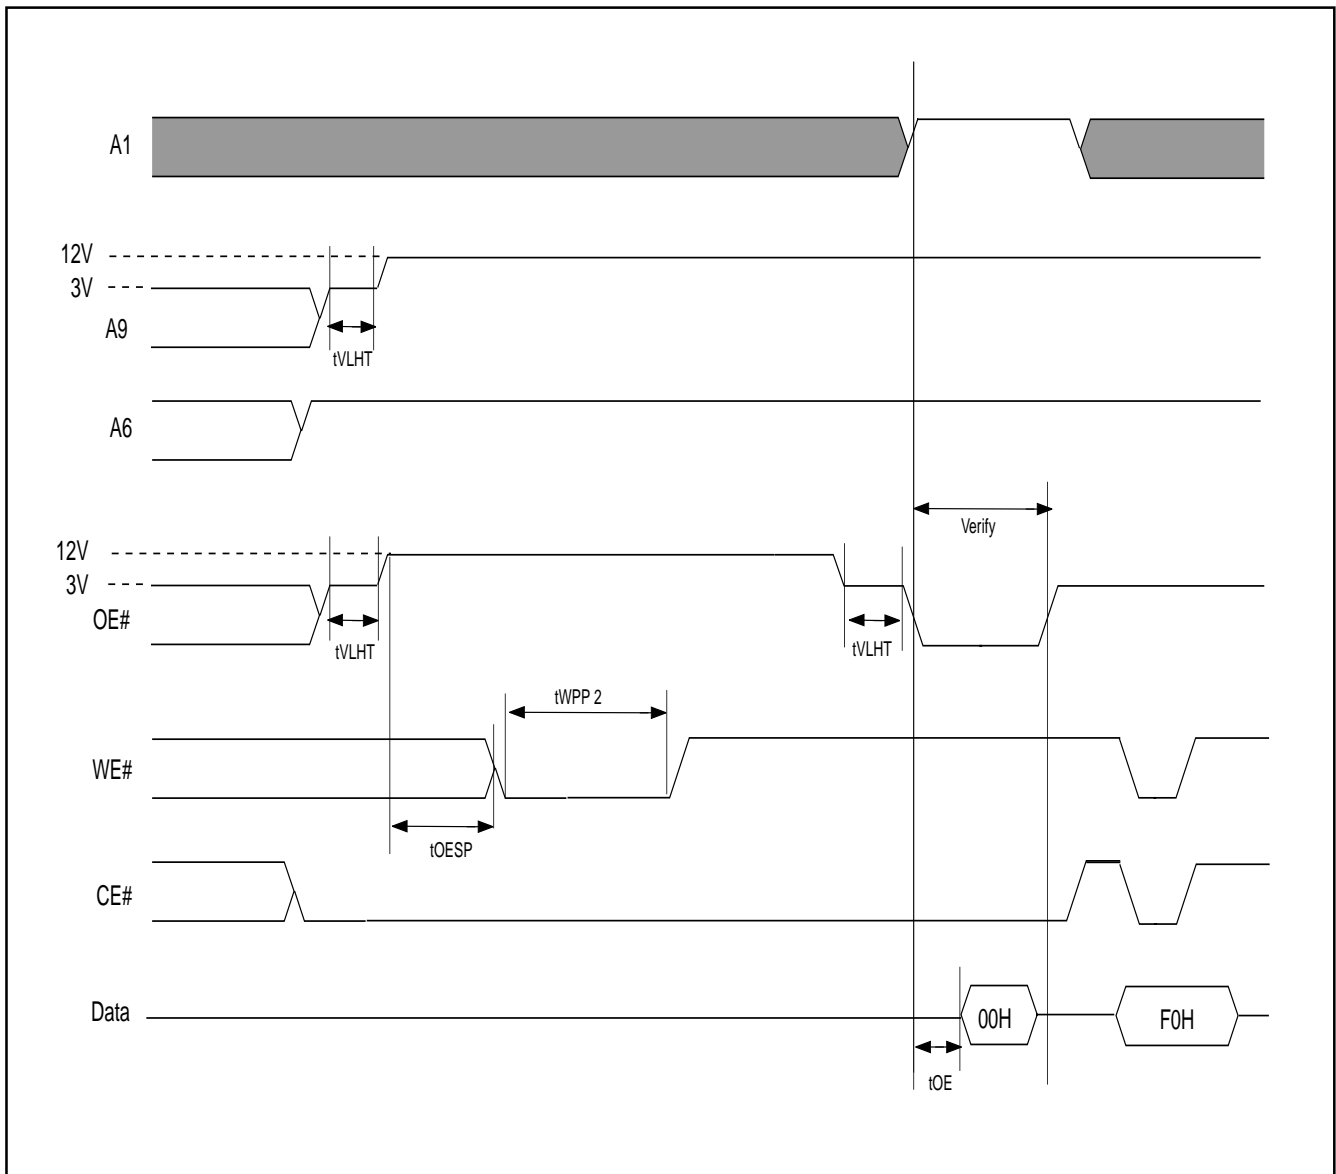 A1
12V
3V
A9
tVLHT
A6
Verify
12V
3V
OE#
tVLHT
tVLHT
tWPP 2
WE#
tOESP
CE#
Data
00H
F0H
tOE